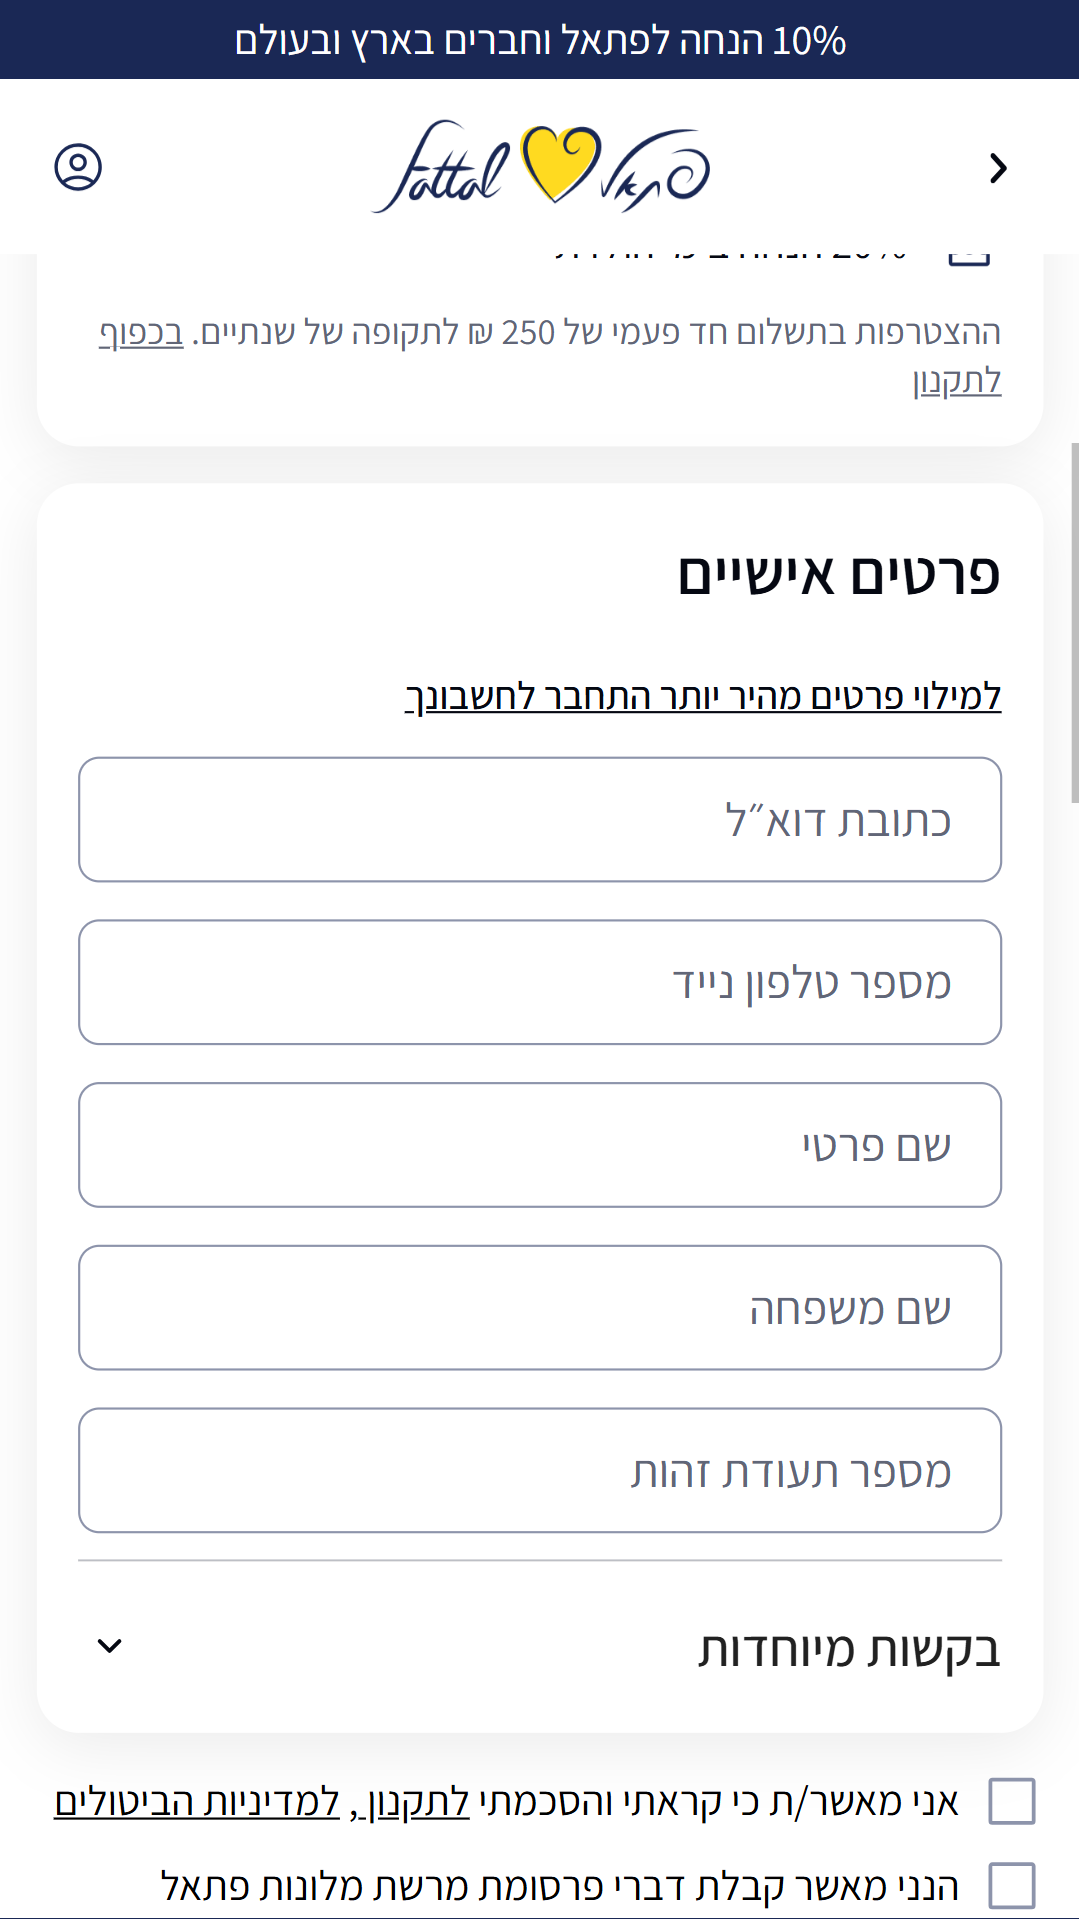 10% הנחה לפתאל וחברים בארץ ובעולם
fattal פתאל
ההצטרפות בתשלום חד פעמי של 250 ₪ לתקופה של שנתיים. בכפוף
לתקנון
פרטים אישיים
למילוי פרטים מהיר יותר התחבר לחשבונך
כתובת דוא״ל
מספר טלפון נייד
שם פרטי
שם משפחה
מספר תעודת זהות
בקשות מיוחדות
אני מאשר/ת כי קראתי והסכמתי לתקנון , למדיניות הביטולים
הנני מאשר קבלת דברי פרסומת מרשת מלונות פתאל